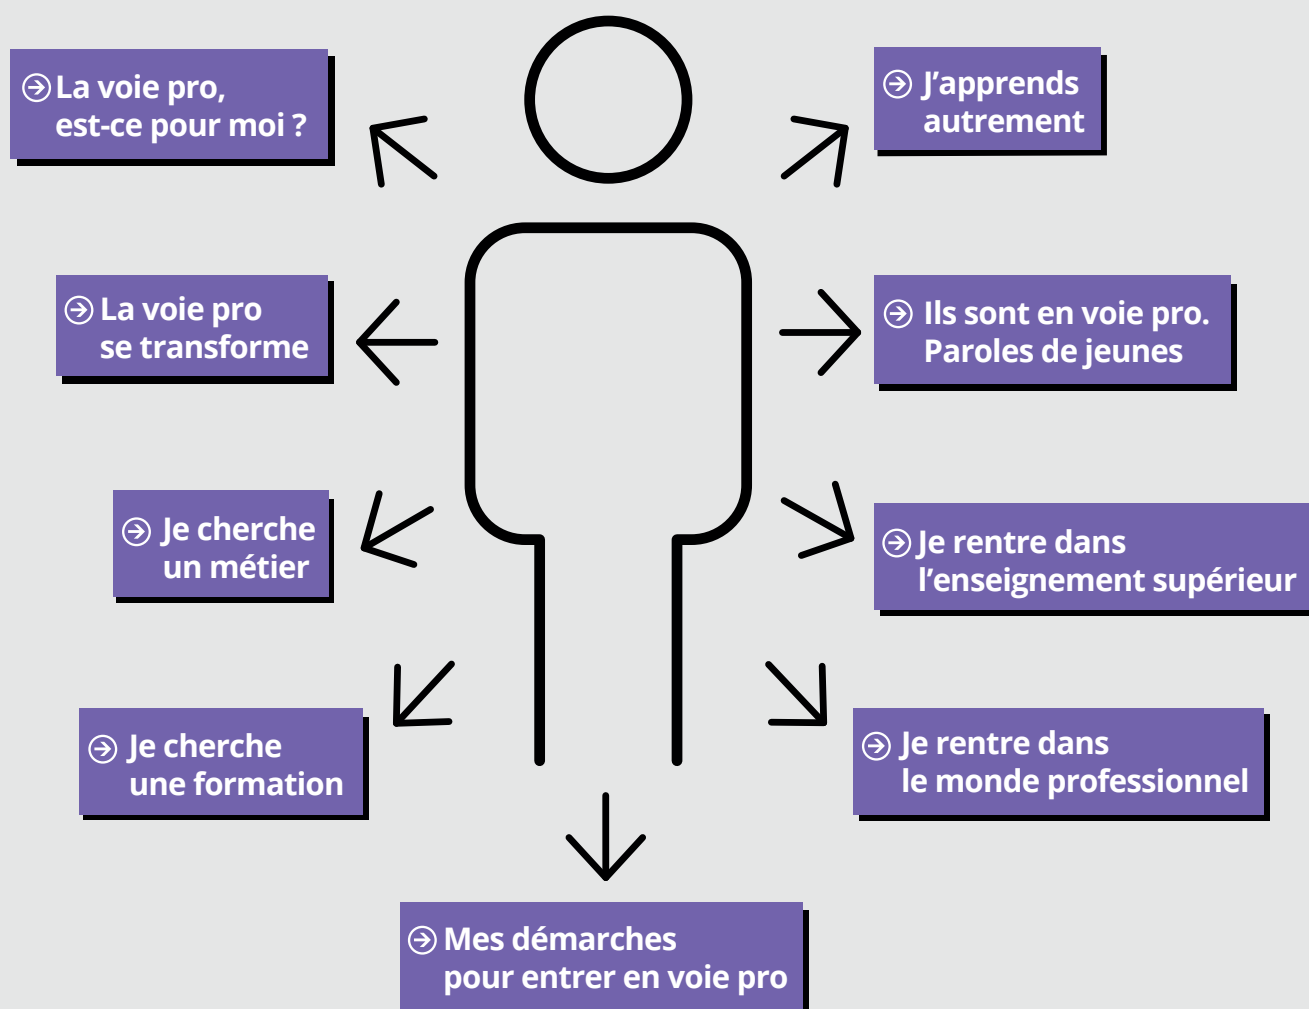 La voie pro,
est-ce pour moi ?
J’apprends
autrement
La voie pro
se transforme
Ils sont en voie pro.
Paroles de jeunes
Je cherche
un métier
Je rentre dans
l’enseignement supérieur
Je cherche
une formation
Je rentre dans
le monde professionnel
Mes démarches
pour entrer en voie pro